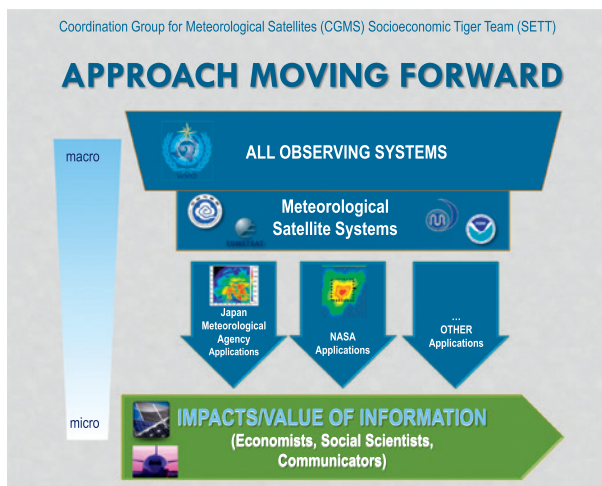 Coordination Group for Meteorological Satellites (CGMS) Socioeconomic Tiger Team (SETT)
APPROACH MOVING FORWARD
macro
ALL OBSERVING SYSTEMS
Meteorological
Satellite Systems
Japan
Meteorological
Agency
Applications
NASA
Applications
...
OTHER
Applications
micro
IMPACTS/VALUE OF INFORMATION
(Economists, Social Scientists,
Communicators)